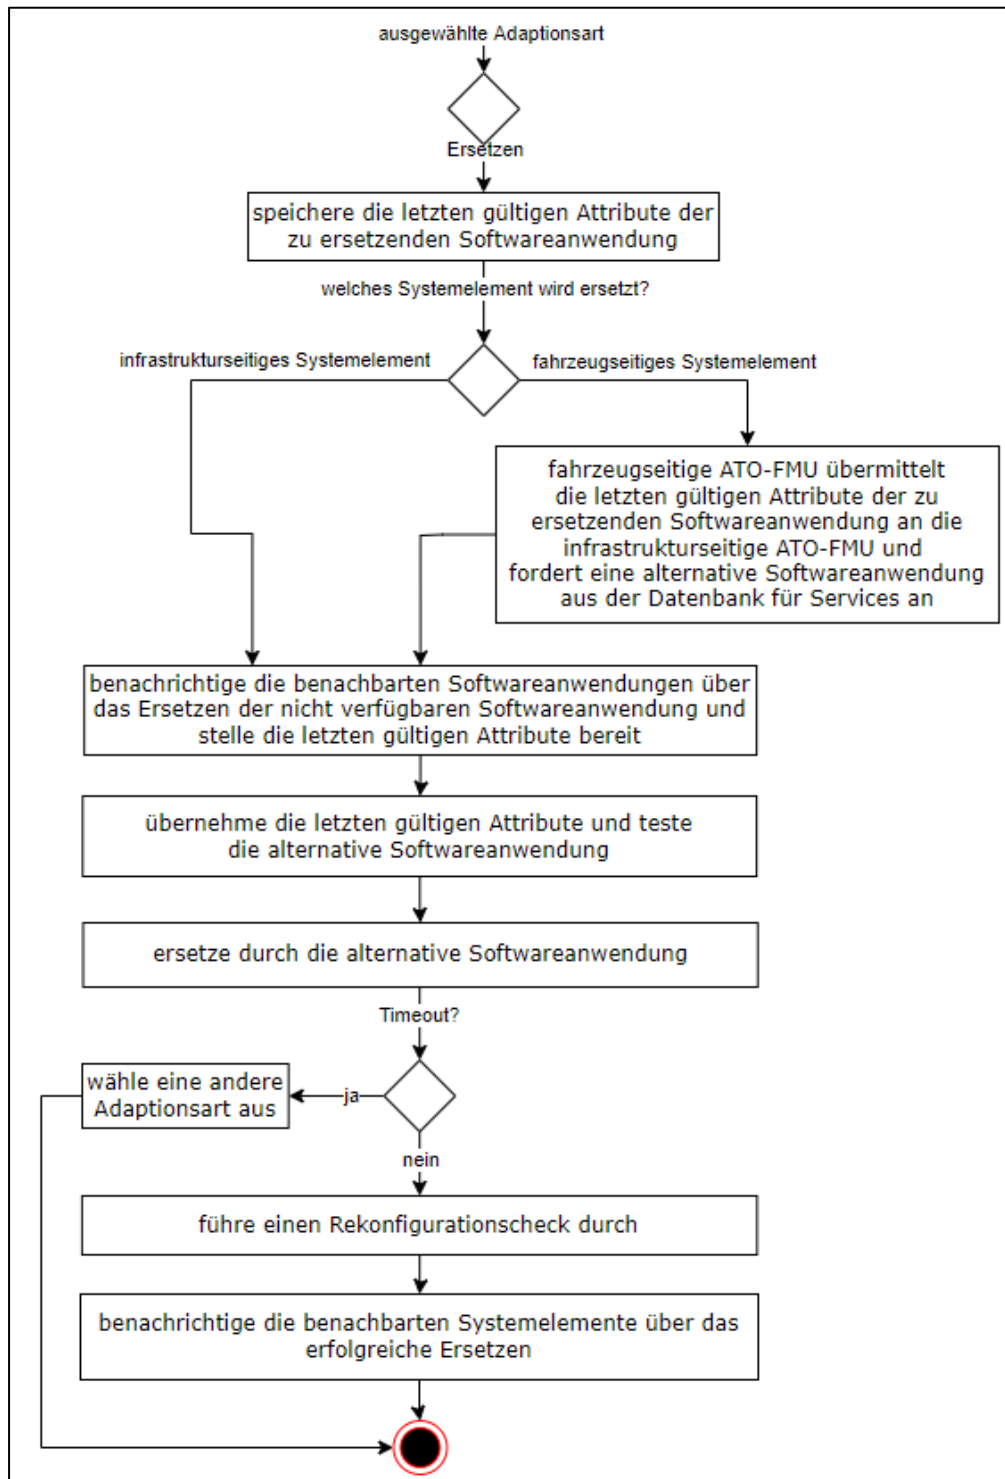 ausgewählte Adaptionsart
Ersetzen
speichere die letzten gültigen Attribute der
zu ersetzenden Softwareanwendung
welches Systemelement wird ersetzt?
infrastrukturseitiges Systemelement
fahrzeugseitiges Systemelement
fahrzeugseitige ATO-FMU übermittelt
die letzten gültigen Attribute der zu
ersetzenden Softwareanwendung an die
infrastrukturseitige ATO-FMU und
fordert eine alternative Softwareanwendung
aus der Datenbank für Services an
benachrichtige die benachbarten Softwareanwendungen über
das Ersetzen der nicht verfügbaren Softwareanwendung und
stelle die letzten gültigen Attribute bereit
übernehme die letzten gültigen Attribute und teste
die alternative Softwareanwendung
ersetze durch die alternative Softwareanwendung
Timeout?
wähle eine andere
Adaptionsart aus
ja
nein
führe einen Rekonfigurationscheck durch
benachrichtige die benachbarten Systemelemente über das
erfolgreiche Ersetzen